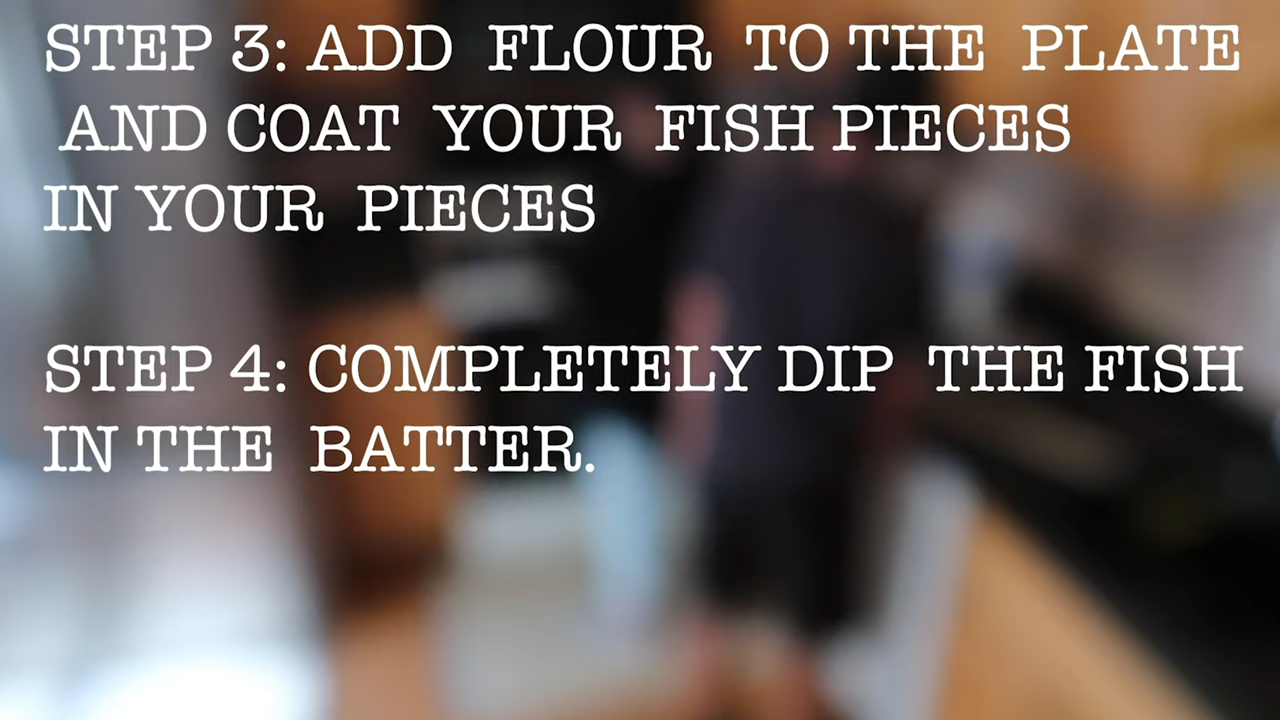 STEP 3: ADD FLOUR TO THE PLATE
AND COAT YOUR FISH PIECES
IN YOUR PIECES
STEP 4: COMPLETELY DIP THE FISH
IN THE BATTER.